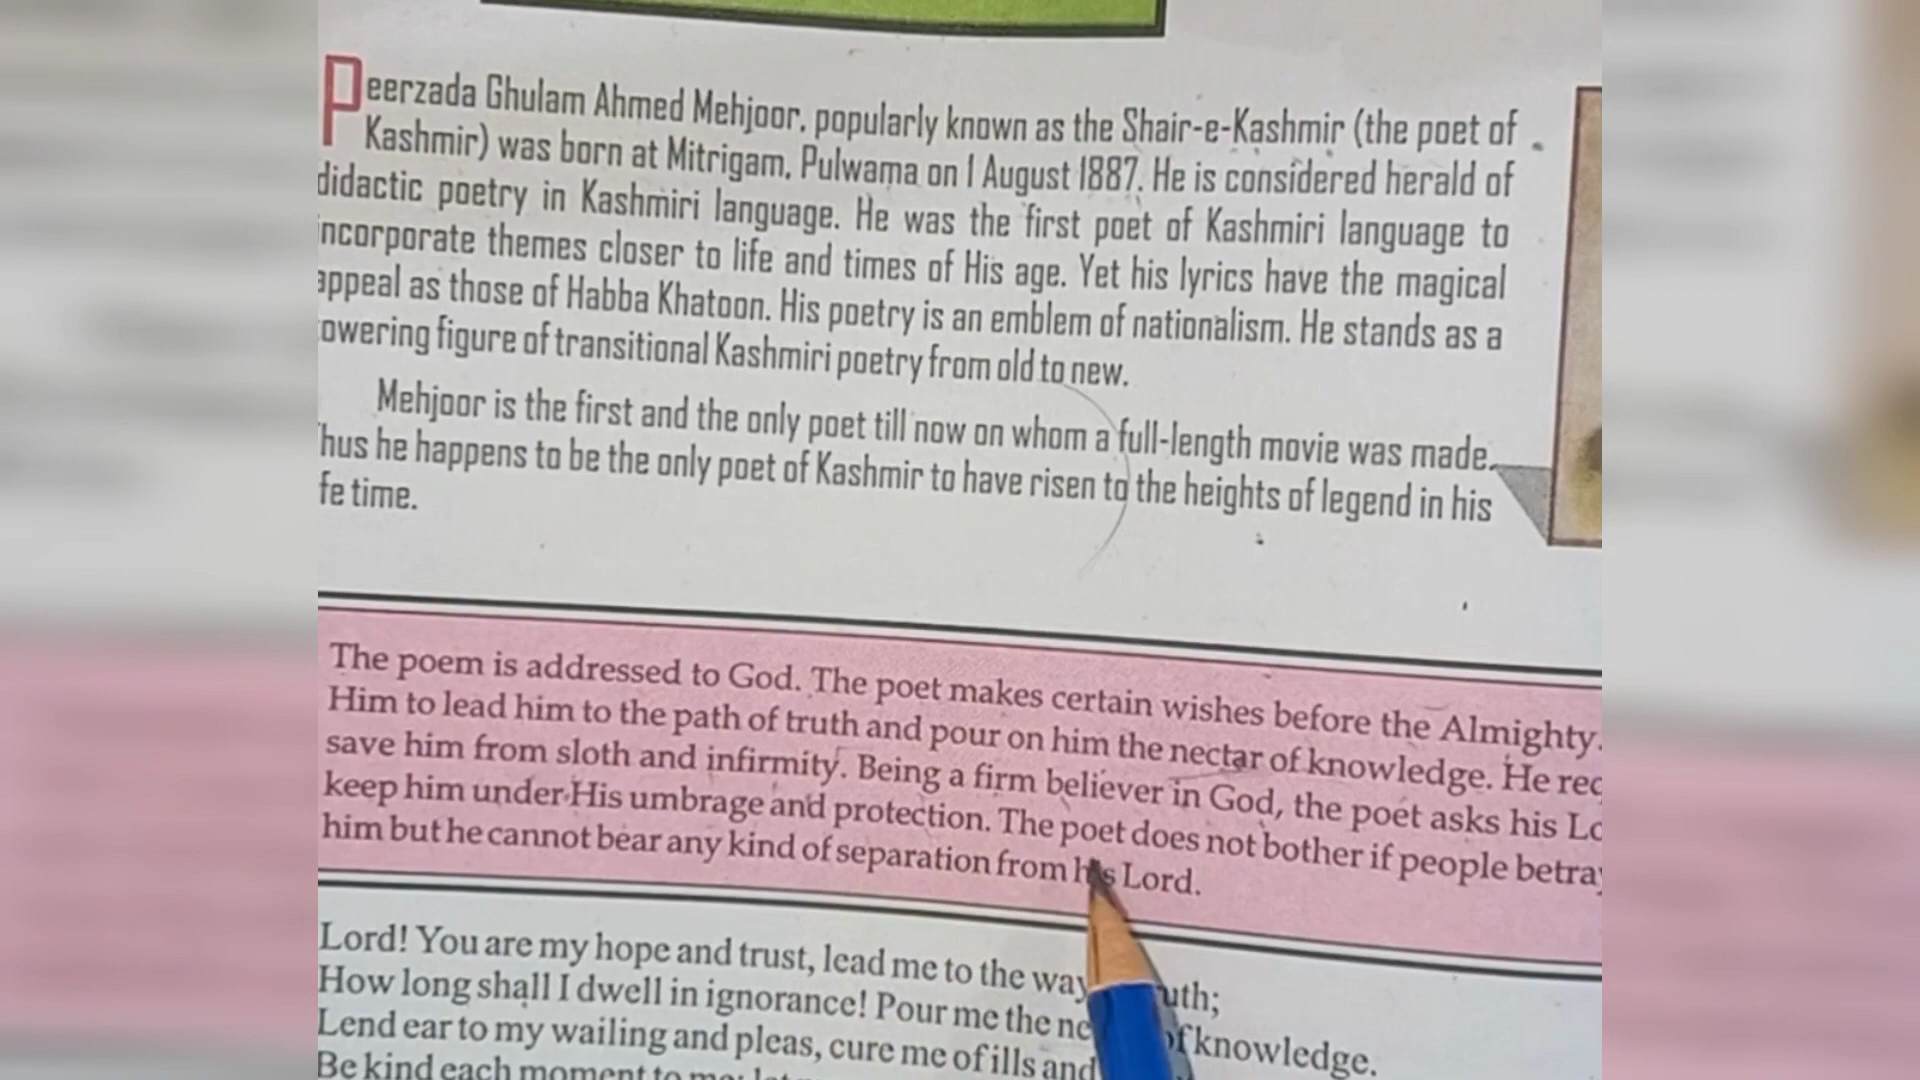 Peerzada Ghulam Ahmed Mehjoor, popularly known as the Shair-e-Kashmir (the poet of
Kashmir) was born at Mitrigam, Pulwama on 1 August 1887. He is considered herald of
didactic poetry in Kashmiri language. He was the first poet of Kashmiri language to
ncorporate themes closer to life and times of His age. Yet his lyrics have the magical
appeal as those of Habba Khatoon. His poetry is an emblem of nationalism. He stands as a
owering figure of transitional Kashmiri poetry from old to new.
Mehjoor is the first and the only poet till now on whom a full-length movie was made.
hus he happens to be the only poet of Kashmir to have risen to the heights of legend in his
fe time.
The poem is addressed to God. The poet makes certain wishes before the Almighty.
Him to lead him to the path of truth and pour on him the nectar of knowledge. He req
save him from sloth and infirmity. Being a firm believer in God, the poet asks his Lo
keep him under His umbrage and protection. The poet does not bother if people betray
him but he cannot bear any kind of separation from his Lord.
Lord! You are my hope and trust, lead me to the way uth;
How long shall I dwell in ignorance! Pour me the ne of knowledge.
Lend ear to my wailing and pleas, cure me of ills and
Be kind each moment to me;